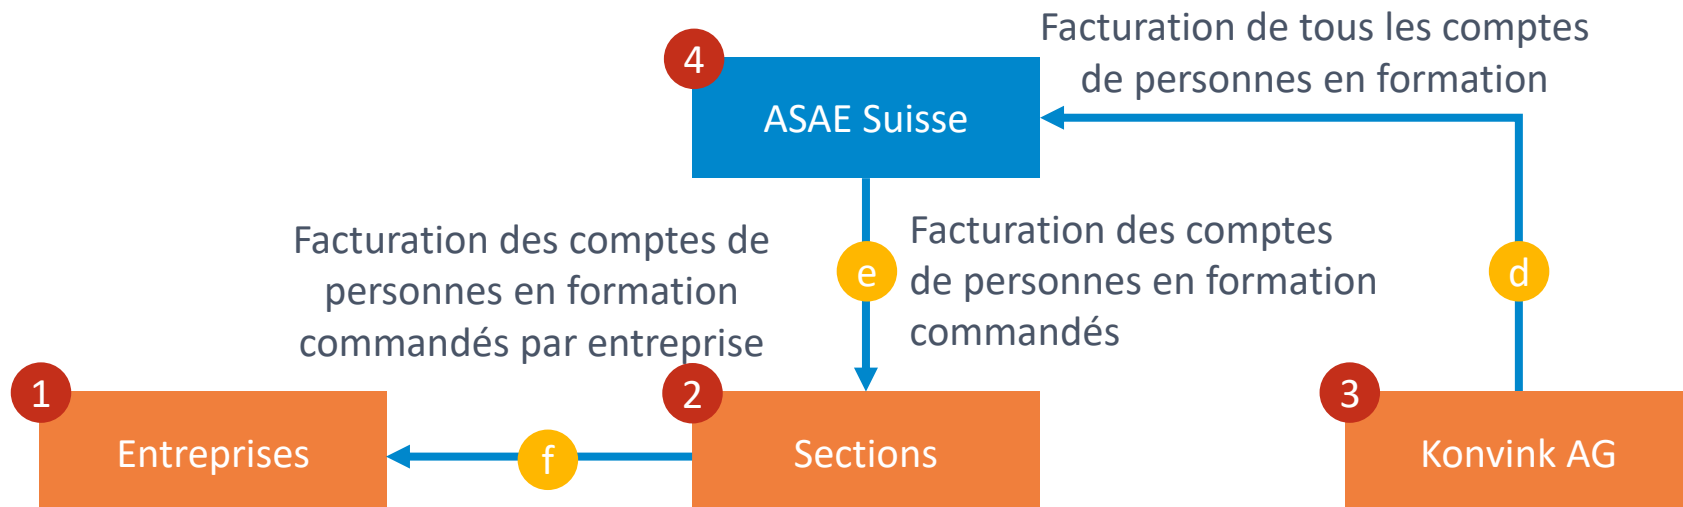 Facturation de tous les comptes
de personnes en formation
4
ASAE Suisse
Facturation des comptes de
personnes en formation
commandés par entreprise
e
Facturation des comptes
de personnes en formation
commandés
d
1
Entreprises
f
2
Sections
3
Konvink AG